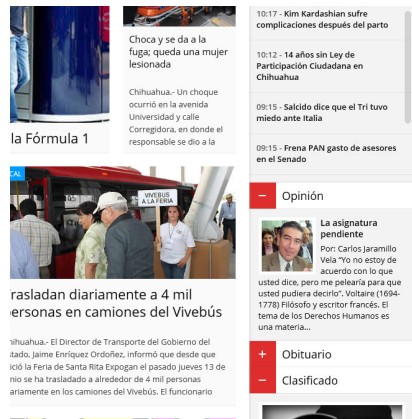 la Fórmula 1
Choca y se da a la
fuga; queda una mujer
lesionada
Chihuahua.- Un choque
ocurrió en la avenida
Universidad y calle
Corregidora, en donde el
responsable se dio a la
CAL
VIVEBUS
A LA FERIA
rasladan diariamente a 4 mil
ersonas en camiones del Vivebús
hihuahua.- El Director de Transporte del Gobierno del
stado, Jaime Enríquez Ordoñez, informó que desde que
ició la Feria de Santa Rita Expogan el pasado jueves 13 de
nio se ha trasladado a alrededor de 4 mil personas
ariamente en los camiones del Vivebús. El funcionario
10:17 - Kim Kardashian sufre
complicaciones después del parto
10:12 - 14 años sin Ley de
Participación Ciudadana en
Chihuahua
09:15 - Salcido dice que el Tri tuvo
miedo ante Italia
09:15 - Frena PAN gasto de asesores
en el Senado
− Opinión
La asignatura
pendiente
Por: Carlos Jaramillo
Vela “Yo no estoy de
acuerdo con lo que
usted dice, pero me pelearía para que
usted pudiera decirlo”. Voltaire (1694-
1778) Filósofo y escritor francés. El
tema de los Derechos Humanos es
una materia...
+ Obituario
− Clasificado